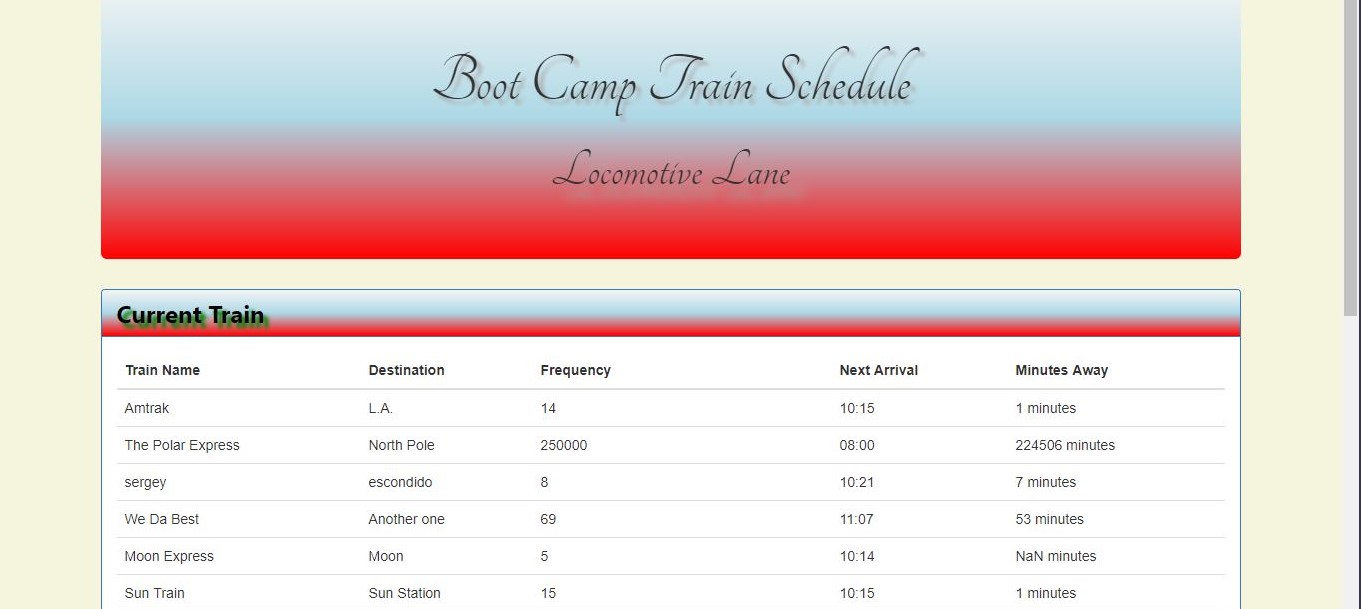 Boot Camp Train Schedule
Locomotive Lane
Current Train
Train Name Destination Frequency Next Arrival Minutes Away
Amtrak L.A. 14 10:15 1 minutes
The Polar Express North Pole 250000 08:00 224506 minutes
sergey escondido 8 10:21 7 minutes
We Da Best Another one 69 11:07 53 minutes
Moon Express Moon 5 10:14 NaN minutes
Sun Train Sun Station 15 10:15 1 minutes